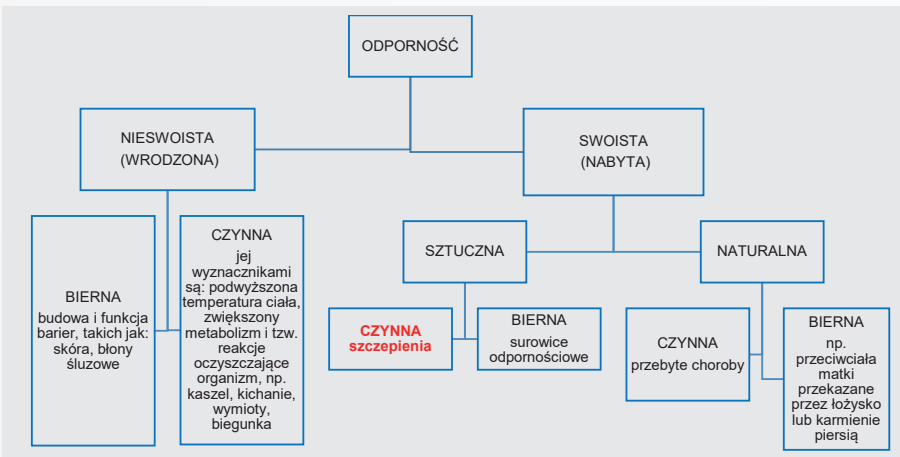 ODPORNOŚĆ
NIESWOISTA
(WRODZONA)
SWOISTA
(NABYTA)
BIERNA
budowa i funkcja
barier, takich jak:
skóra, błony
śluzowe
CZYNNA
jej
wyznacznikami
są: podwyższona
temperatura ciała,
zwiększony
metabolizm i tzw.
reakcje
oczyszczające
organizm, np.
kaszel, kichanie,
wymioty,
biegunka
SZTUCZNA
NATURALNA
CZYNNA
szczepienia
BIERNA
surowice
odpornościowe
CZYNNA
przebyte choroby
BIERNA
np.
przeciwciała
matki
przekazane
przez łożysko
lub karmienie
piersią